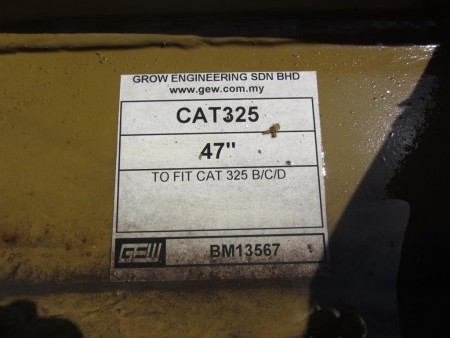 GROW ENGINEERING SDN BHD
www.gew.com.my
CAT325
47"
TO FIT CAT 325 B/C/D
GEW BM13567